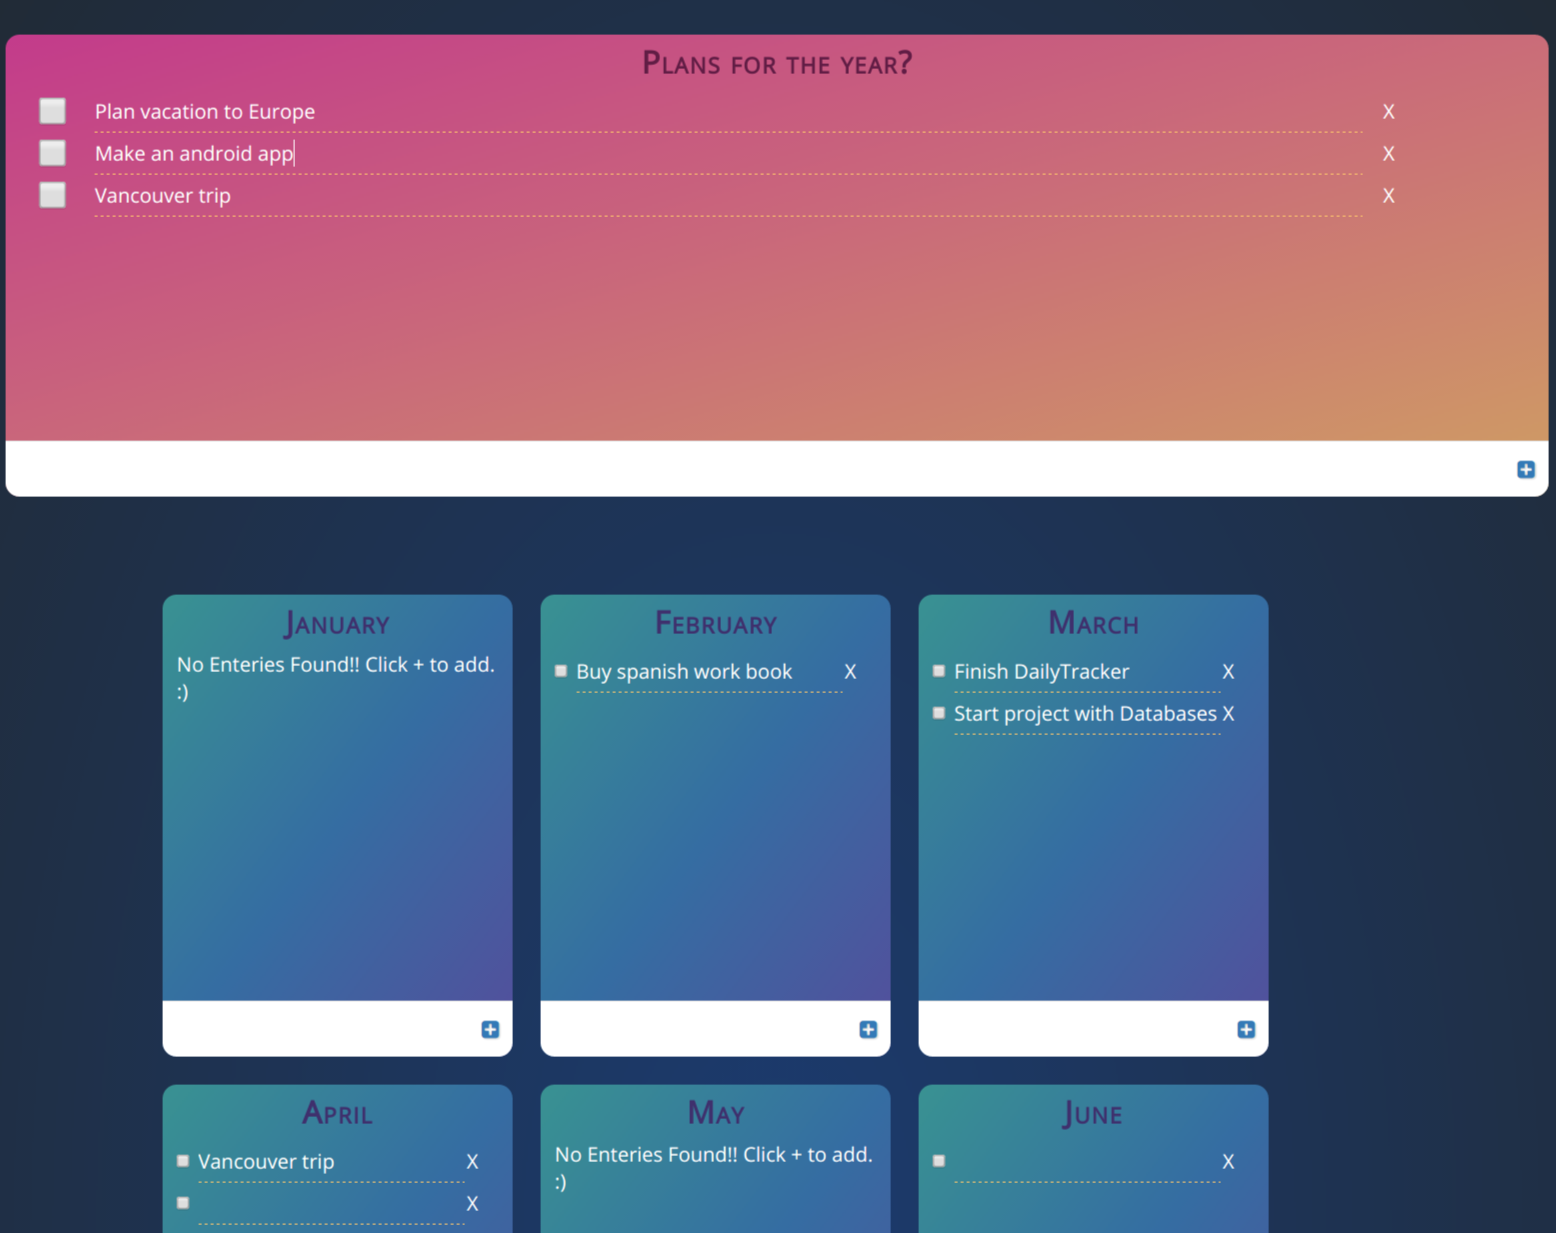 Plans for the year?
Plan vacation to Europe X
Make an android app X
Vancouver trip X
January
No Enteries Found!! Click + to add.
:)
February
Buy spanish work book X
March
Finish DailyTracker X
Start project with Databases X
April
Vancouver trip X
X
May
No Enteries Found!! Click + to add.
:)
June
X